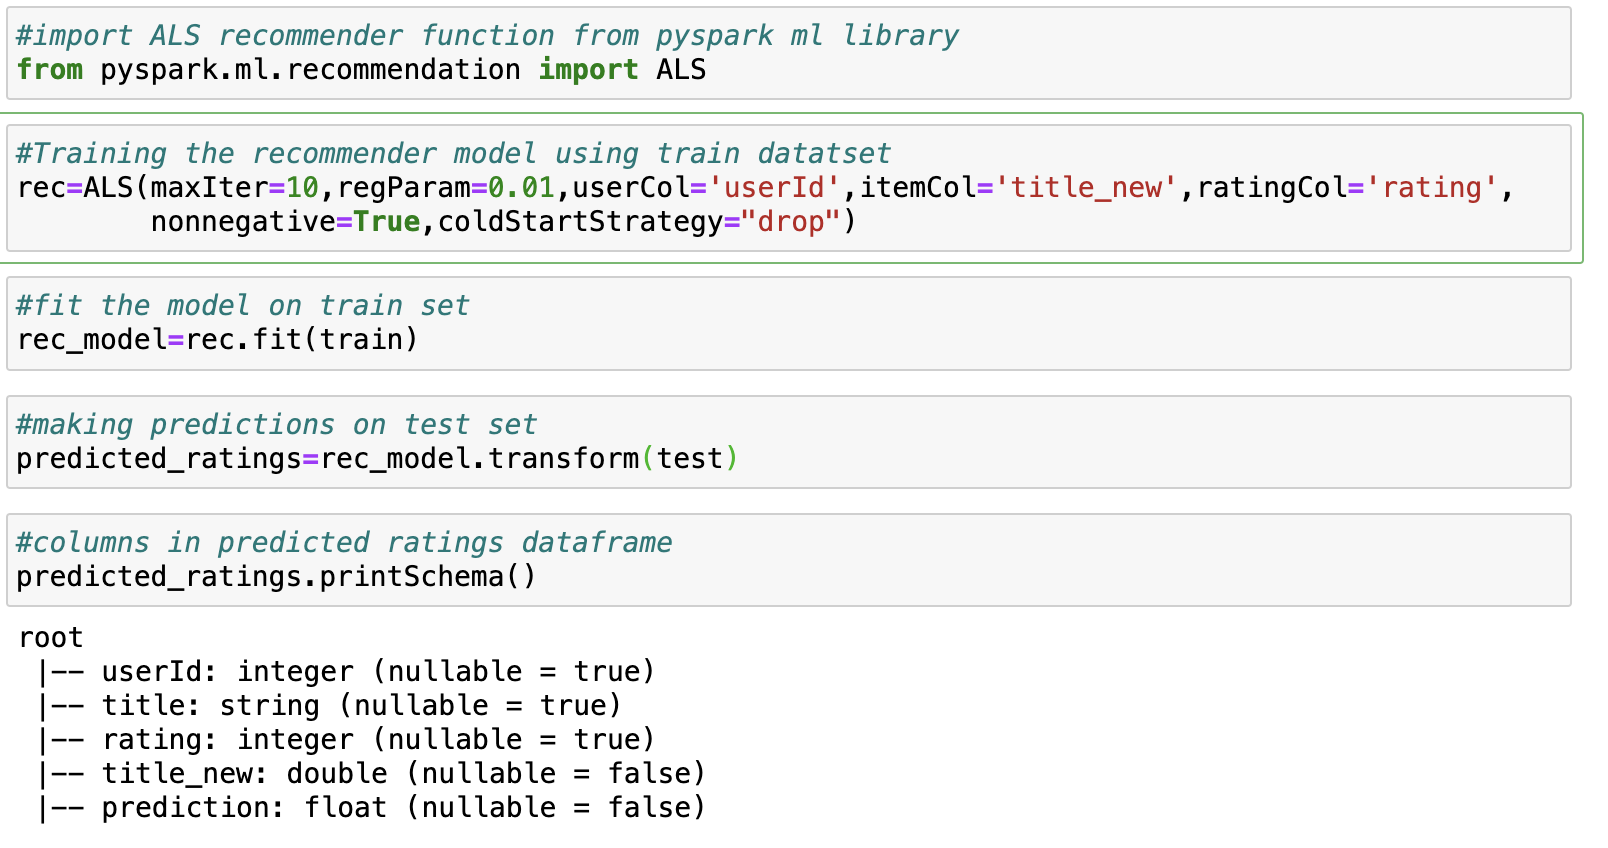 #import ALS recommender function from pyspark ml library
from pyspark.ml.recommendation import ALS
#Training the recommender model using train datatset
rec=ALS(maxIter=10,regParam=0.01,userCol='userId',itemCol='title_new',ratingCol='rating',
nonnegative=True,coldStartStrategy="drop")
#fit the model on train set
rec_model=rec.fit(train)
#making predictions on test set
predicted_ratings=rec_model.transform(test)
#columns in predicted ratings dataframe
predicted_ratings.printSchema()
root
|-- userId: integer (nullable = true)
|-- title: string (nullable = true)
|-- rating: integer (nullable = true)
|-- title_new: double (nullable = false)
|-- prediction: float (nullable = false)